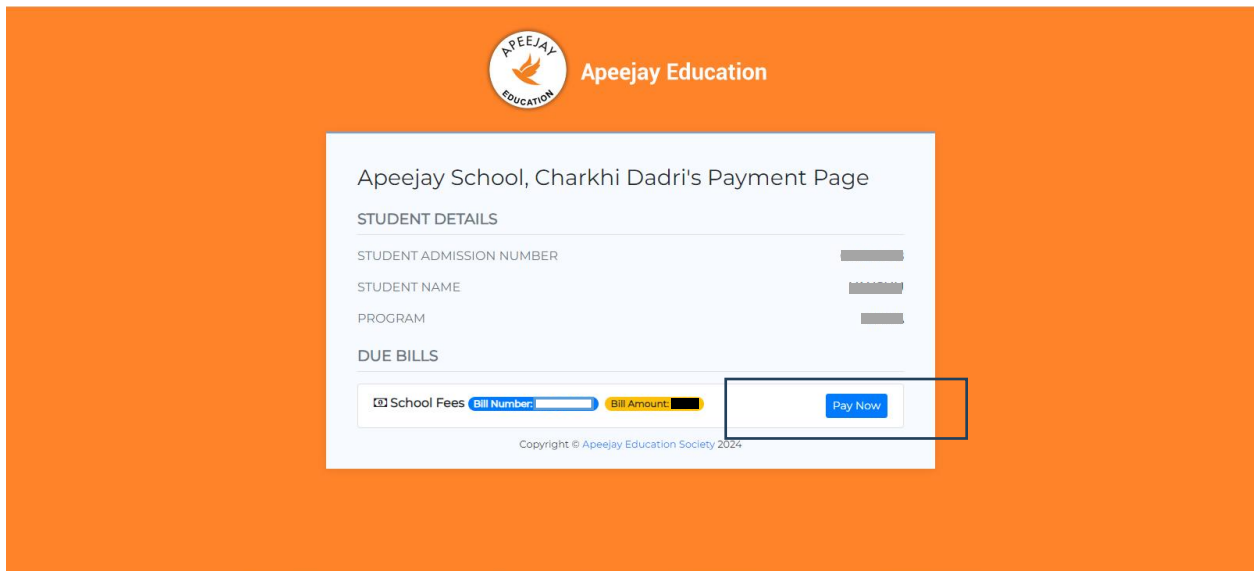 APEEJAY
EDUCATION
Apeejay Education
Apeejay School, Charkhi Dadri's Payment Page
STUDENT DETAILS
STUDENT ADMISSION NUMBER
STUDENT NAME
PROGRAM
DUE BILLS
School Fees Bill Number: Bill Amount: Pay Now
Copyright © Apeejay Education Society 2024